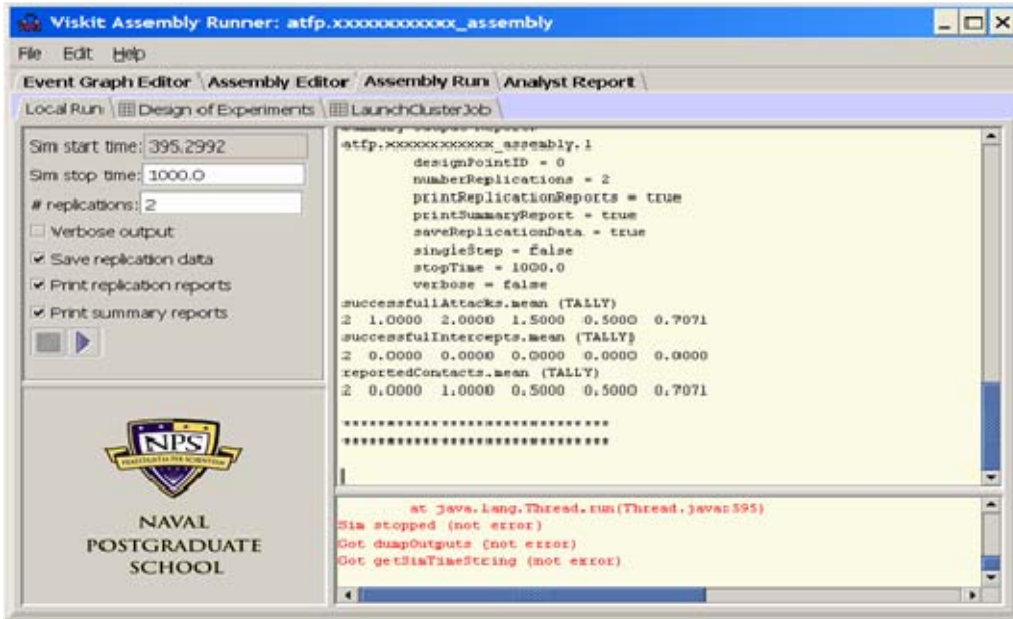 Viskit Assembly Runner: atfp.xxxxxxxxxxxx_assembly
File Edit Help
Event Graph Editor Assembly Editor Assembly Run Analyst Report
Local Run Design of Experiments LaunchClusterJob
Sim start time: 395.2992
Sim stop time: 1000.0
# replications: 2
Verbose output
Save replication data
Print replication reports
Print summary reports
NPS
NAVAL
POSTGRADUATE
SCHOOL
atfp.xxxxxxxxxxxx_assembly.1
designPointID = 0
numberReplications = 2
printReplicationReports = true
printSummaryReport = true
saveReplicationData = true
singleStep = false
stopTime = 1000.0
verbose = false
successfullAttacks.mean (TALLY)
2 1.0000 2.0000 1.5000 0.5000 0.7071
successfulIntercepts.mean (TALLY)
2 0.0000 0.0000 0.0000 0.0000 0.0000
reportedContacts.mean (TALLY)
2 0.0000 1.0000 0.5000 0.5000 0.7071
******************************
******************************
at java.lang.Thread.run(Thread.java:595)
Sim stopped (not error)
Got dumpOutputs (not error)
Got getSimTimeString (not error)